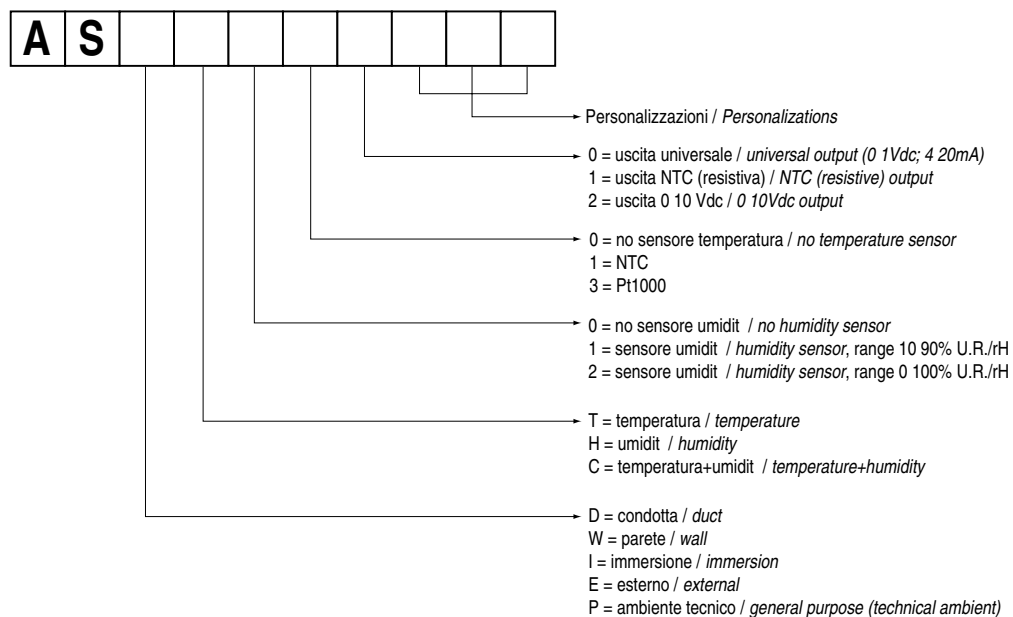 A S
Personalizzazioni / Personalizations
0 = uscita universale / universal output (0 1Vdc; 4 20mA)
1 = uscita NTC (resistiva) / NTC (resistive) output
2 = uscita 0 10 Vdc / 0 10Vdc output
0 = no sensore temperatura / no temperature sensor
1 = NTC
3 = Pt1000
0 = no sensore umidit / no humidity sensor
1 = sensore umidit / humidity sensor, range 10 90% U.R./rH
2 = sensore umidit / humidity sensor, range 0 100% U.R./rH
T = temperatura / temperature
H = umidit / humidity
C = temperatura+umidit / temperature+humidity
D = condotta / duct
W = parete / wall
I = immersione / immersion
E = esterno / external
P = ambiente tecnico / general purpose (technical ambient)